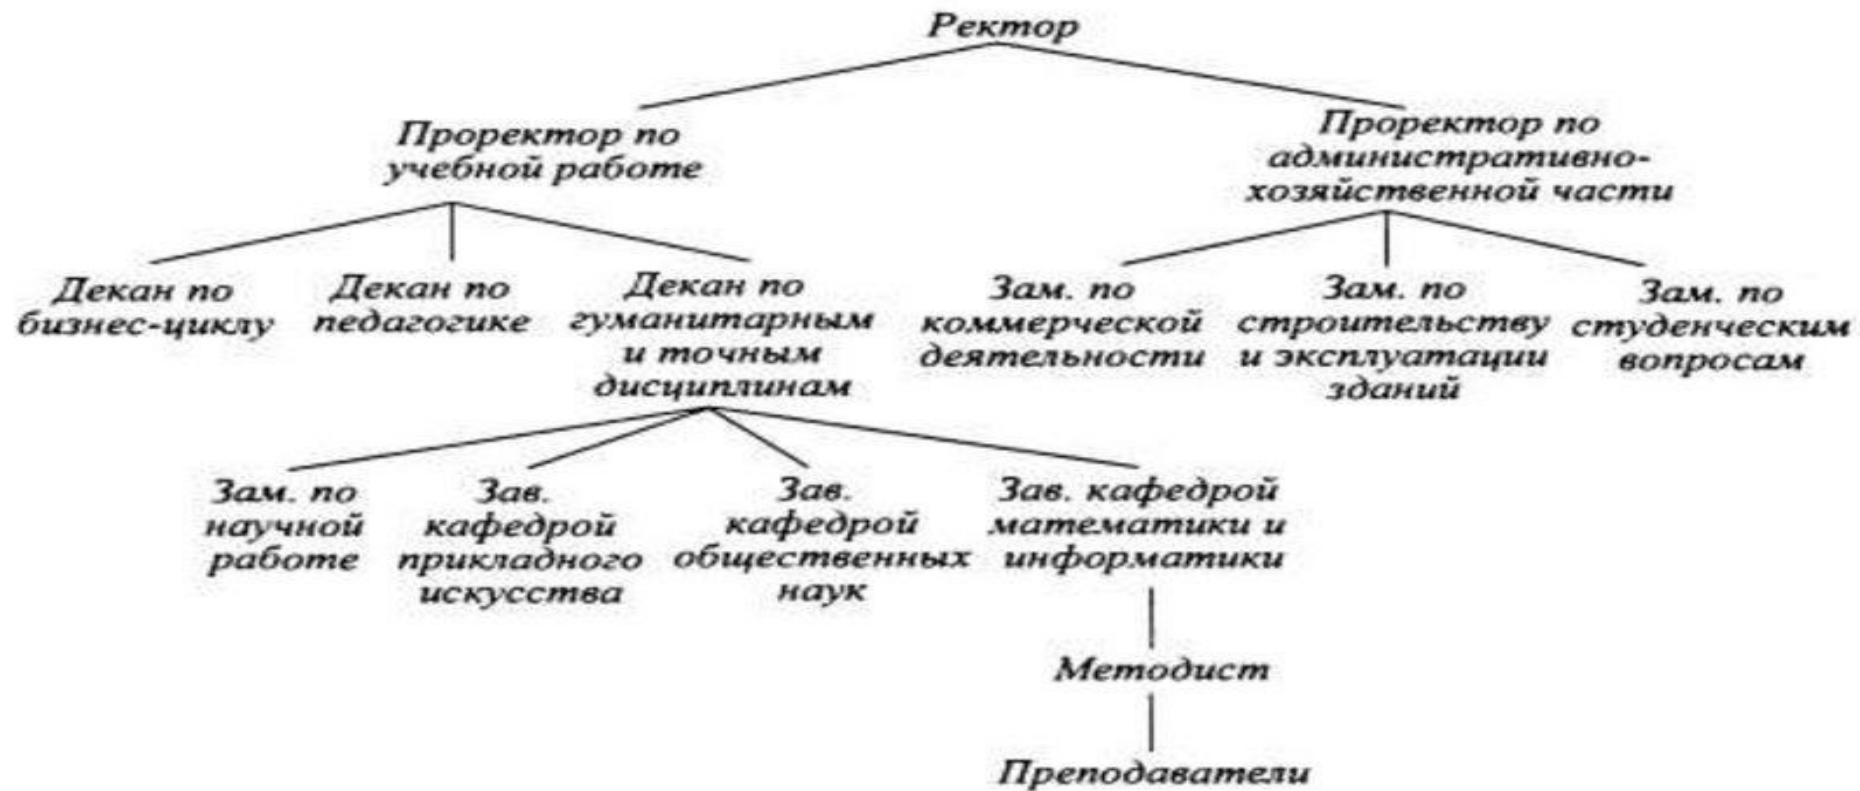 Ректор
Проректор по
учебной работе
Проректор по
административно-
хозяйственной части
Декан по
бизнес-циклу
Декан по
педагогике
Декан по
гуманитарным
и точным
дисциплинам
Зам. по
коммерческой
деятельности
Зам. по
строительству
и эксплуатации
зданий
Зам. по
студенческим
вопросам
Зам. по
научной
работе
Зав.
кафедрой
прикладного
искусства
Зав.
кафедрой
общественных
наук
Зав. кафедрой
математики и
информатики
Методист
Преподаватели